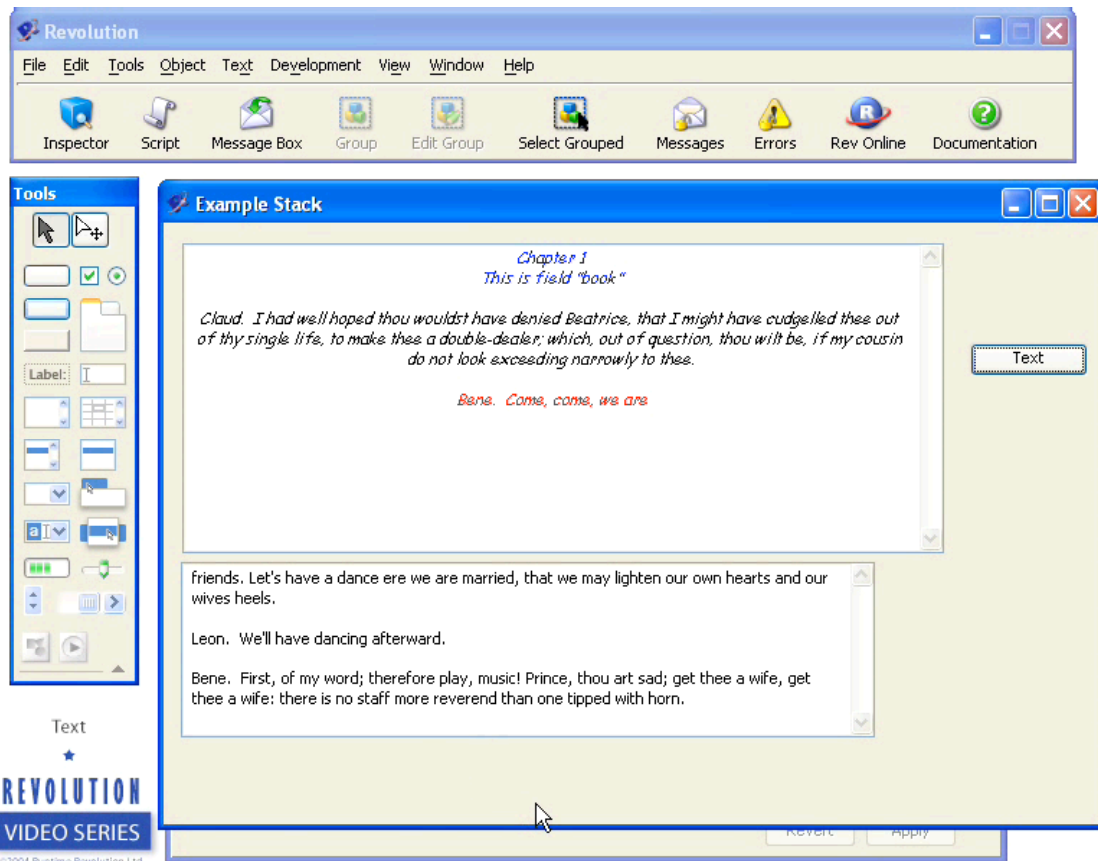 Revolution
File Edit Tools Object Text Development View Window Help
Inspector Script Message Box Group Edit Group Select Grouped Messages Errors Rev Online Documentation
Tools
Example Stack
Chapter 1
This is field "book"
Claud. I had well hoped thou wouldst have denied Beatrice, that I might have cudgelled thee out
of thy single life, to make thee a double-dealer; which, out of question, thou wilt be, if my cousin
do not look exceeding narrowly to thee.
Bene. Come, come, we are
Text
Label:
friends. Let's have a dance ere we are married, that we may lighten our own hearts and our
wives heels.
Leon. We'll have dancing afterward.
Bene. First, of my word; therefore play, music! Prince, thou art sad; get thee a wife, get
thee a wife: there is no staff more reverend than one tipped with horn.
Text
REVOLUTION
VIDEO SERIES
Revert Apply
©2004 Runtime Revolution Ltd